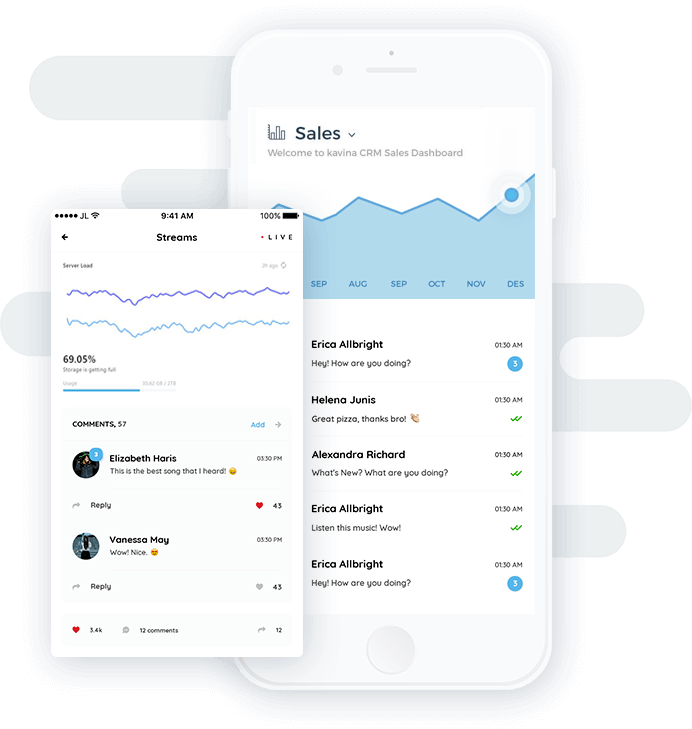 Sales
Welcome to kavina CRM Sales Dashboard
SEP AUG SEP OCT NOV DES
Erica Allbright 01:30 AM
Hey! How are you doing? 3
Helena Junis 01:30 AM
Great pizza, thanks bro! 👏🏼
Alexandra Richard 01:30 AM
What's New? What are you doing?
Erica Allbright 01:30 AM
Listen this music! Wow!
Erica Allbright 01:30 AM
Hey! How are you doing? 3
JL 9:41 AM 100%
Streams LIVE
Server Load 2h ago
69.05%
Storage is getting full
Usage
COMMENTS, 57 Add
3
Elizabeth Haris 03:30 PM
This is the best song that I heard! 😄
Reply 43
Vanessa May 03:30 PM
Wow! Nice. 😍
Reply 43
3.4k 12 comments 12